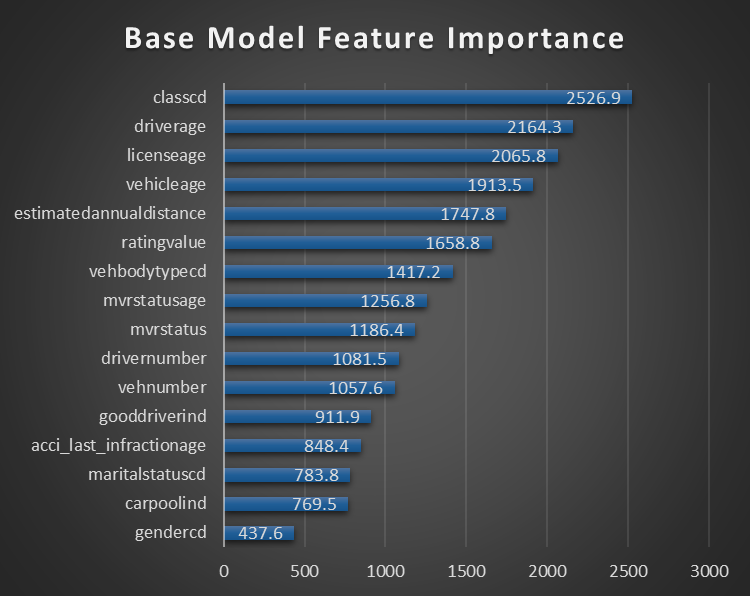 Base Model Feature Importance
classcd 2526.9
driverage 2164.3
licenseage 2065.8
vehicleage 1913.5
estimatedannualdistance 1747.8
ratingvalue 1658.8
vehbodytypecd 1417.2
mvrstatusage 1256.8
mvrstatus 1186.4
drivernumber 1081.5
vehnumber 1057.6
gooddriverind 911.9
acci_last_infractionage 848.4
maritalstatuscd 783.8
carpoolind 769.5
gendercd 437.6
0 500 1000 1500 2000 2500 3000